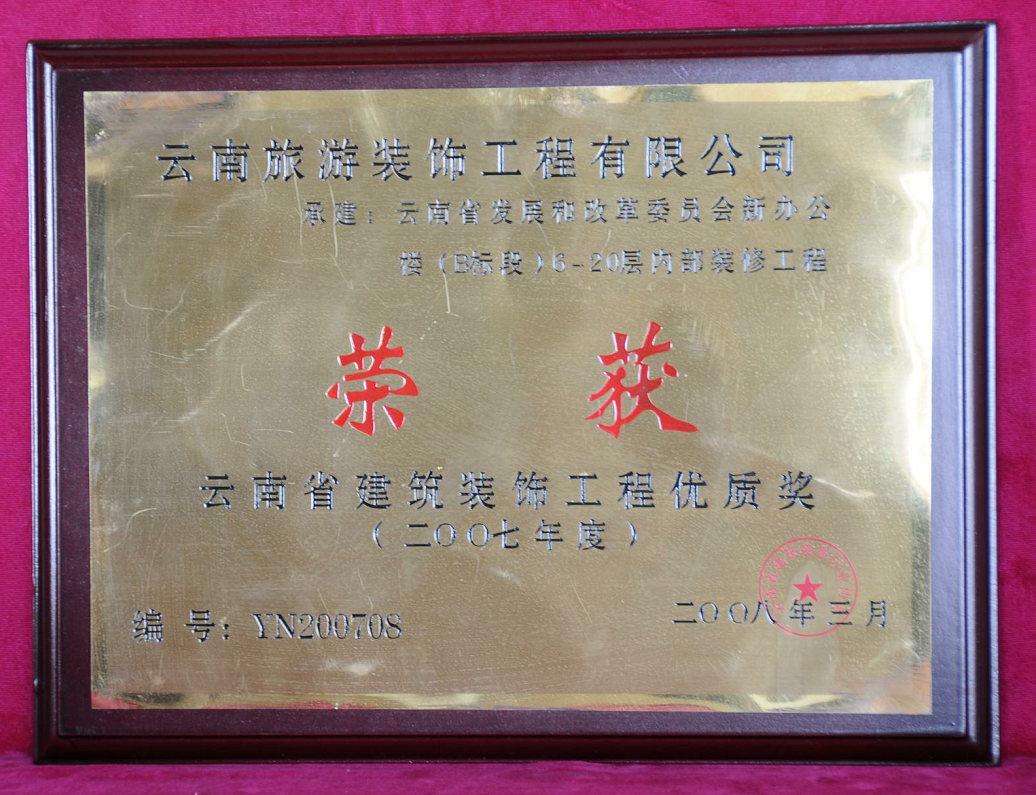 云南旅游装饰工程有限公司
承建：云南省发展和改革委员会新办公
楼（B标段）6-20层内部装修工程
荣 获
云南省建筑装饰工程优质奖
（二〇〇七年度）
编 号：YN200708
二〇〇八年三月